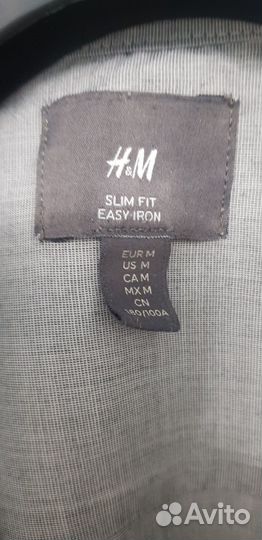 H&M
SLIM FIT
EASY IRON
EUR M
US M
CA M
MX M
CN
180/100A
Avito